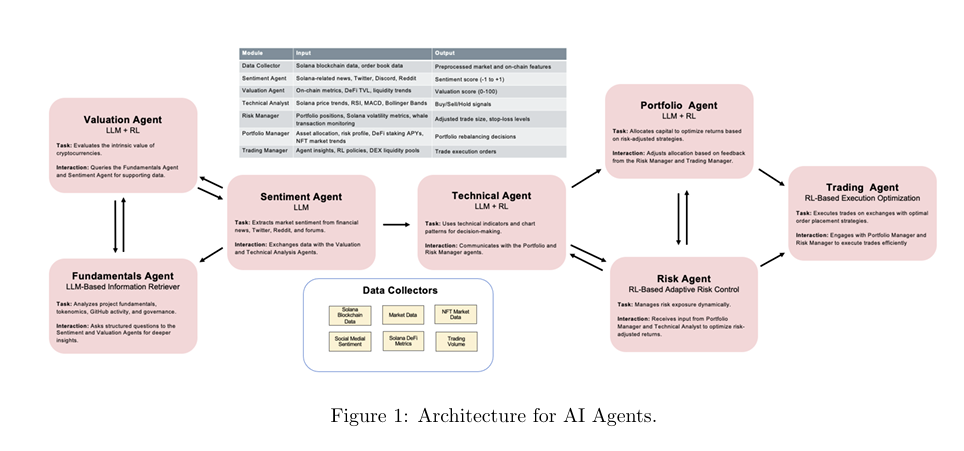 Module Input Output
Data Collector Solana blockchain data, order book data Preprocessed market and on-chain features
Sentiment Agent Solana-related news, Twitter, Discord, Reddit Sentiment score (-1 to +1)
Valuation Agent On-chain metrics, DeFi TVL, liquidity trends Valuation score (0-100)
Technical Analyst Solana price trends, RSI, MACD, Bollinger Bands Buy/Sell/Hold signals
Risk Manager Portfolio positions, Solana volatility metrics, whale
transaction monitoring Adjusted trade size, stop-loss levels
Portfolio Manager Asset allocation, risk profile, DeFi staking APYs,
NFT market trends Portfolio rebalancing decisions
Trading Manager Agent insights, RL policies, DEX liquidity pools Trade execution orders
Valuation Agent
LLM + RL
Task: Evaluates the intrinsic value of
cryptocurrencies.
Interaction: Queries the Fundamentals Agent
and Sentiment Agent for supporting data.
Fundamentals Agent
LLM-Based Information Retriever
Task: Analyzes project fundamentals,
tokenomics, GitHub activity, and governance.
Interaction: Asks structured questions to the
Sentiment and Valuation Agents for deeper
insights.
Sentiment Agent
LLM
Task: Extracts market sentiment from financial
news, Twitter, Reddit, and forums.
Interaction: Exchanges data with the Valuation
and Technical Analysis Agents.
Technical Agent
LLM + RL
Task: Uses technical indicators and chart
patterns for decision-making.
Interaction: Communicates with the Portfolio
and Risk Manager agents.
Data Collectors
Solana
Blockchain
Data
Market Data
NFT Market
Data
Social Medial
Sentiment
Solana DeFi
Metrics
Trading
Volume
Portfolio Agent
LLM + RL
Task: Allocates capital to optimize returns based
on risk-adjusted strategies.
Interaction: Adjusts allocation based on feedback
from the Risk Manager and Trading Manager.
Risk Agent
RL-Based Adaptive Risk Control
Task: Manages risk exposure dynamically.
Interaction: Receives input from Portfolio
Manager and Technical Analyst to optimize risk-
adjusted returns.
Trading Agent
RL-Based Execution Optimization
Task: Executes trades on exchanges with optimal
order placement strategies.
Interaction: Engages with Portfolio Manager and
Risk Manager to execute trades efficiently
Figure 1: Architecture for AI Agents.